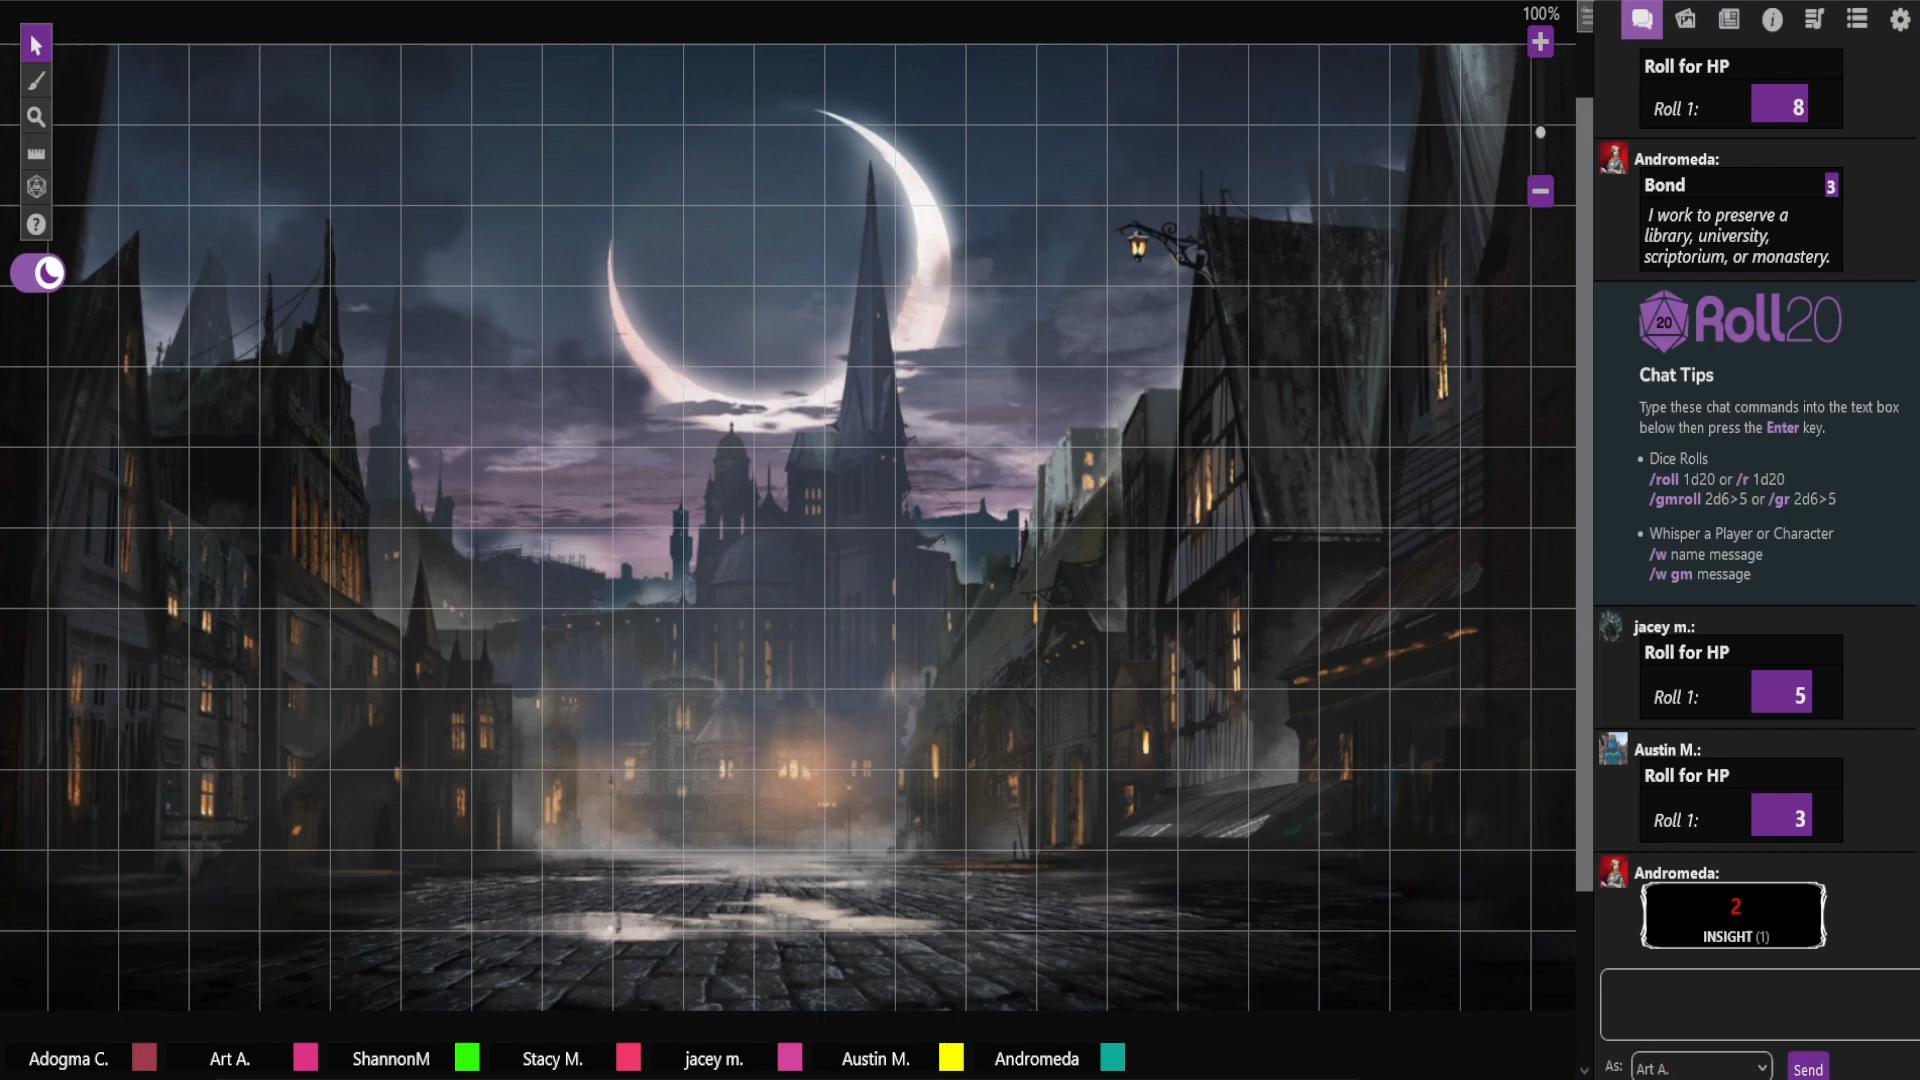 100%
Roll for HP
Roll 1:
8
Andromeda:
Bond
3
I work to preserve a
library, university,
scriptorium, or monastery.
20
Roll20
Chat Tips
Type these chat commands into the text box
below then press the Enter key.
• Dice Rolls
/roll 1d20 or /r 1d20
/gmroll 2d6>5 or /gr 2d6>5
• Whisper a Player or Character
/w name message
/w gm message
jacey m.:
Roll for HP
Roll 1:
5
Austin M.:
Roll for HP
Roll 1:
3
Andromeda:
2
INSIGHT (1)
As:
Art A.
Send
Adogma C.
Art A.
ShannonM
Stacy M.
jacey m.
Austin M.
Andromeda